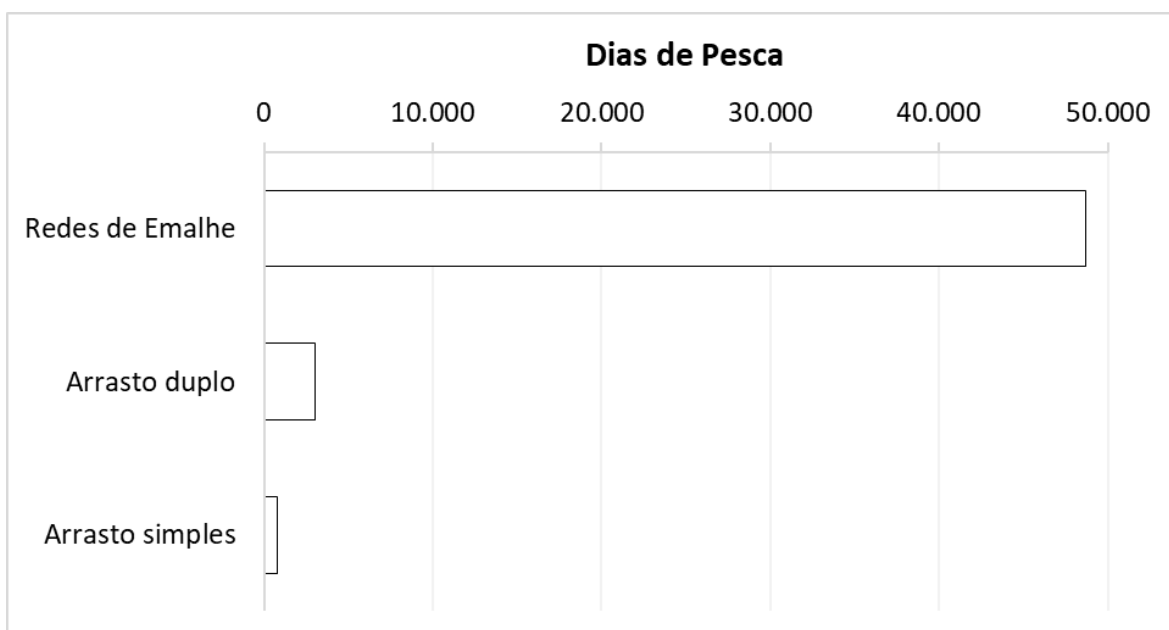 Dias de Pesca
0 10.000 20.000 30.000 40.000 50.000
Redes de Emalhe
Arrasto duplo
Arrasto simples